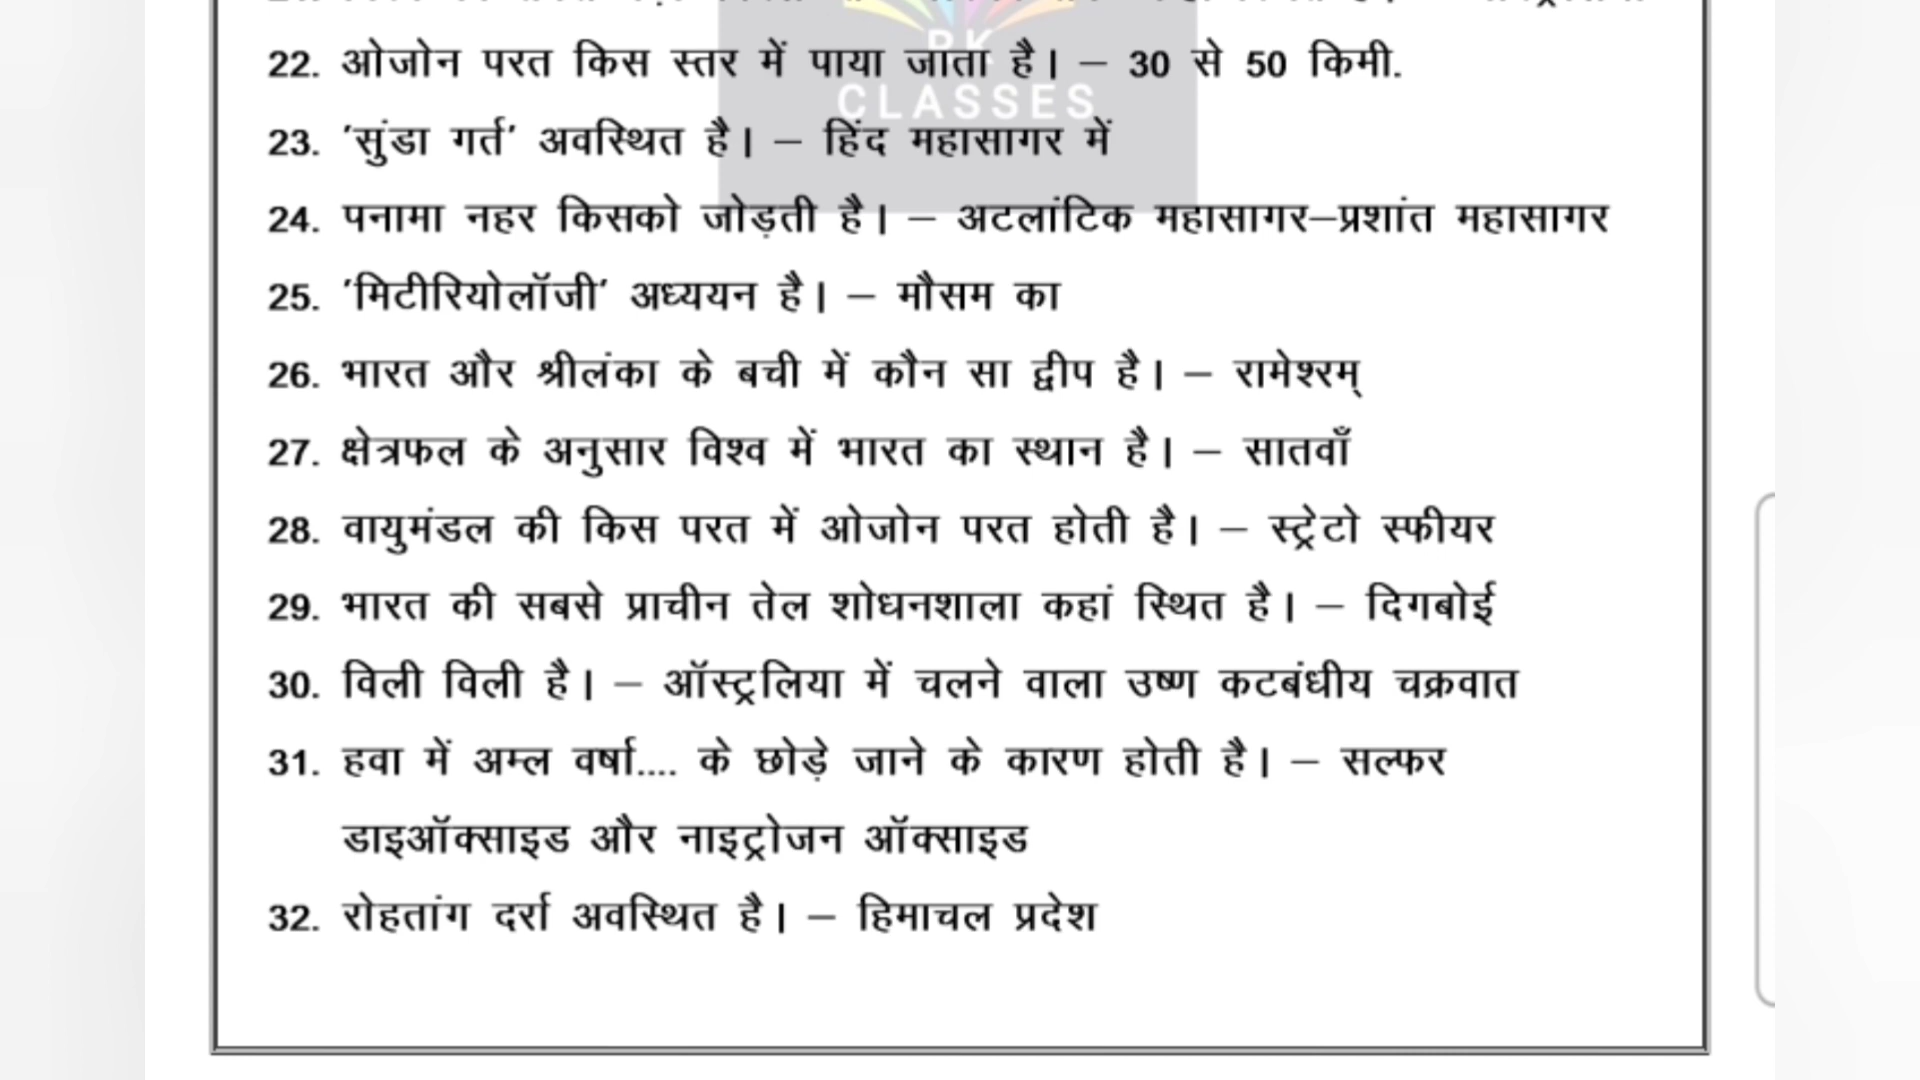 22. ओजोन परत किस स्तर में पाया जाता है। – 30 से 50 किमी.
CLASSES
23. ’सुंडा गर्त’ अवस्थित है। – हिंद महासागर में
24. पनामा नहर किसको जोड़ती है। – अटलांटिक महासागर–प्रशांत महासागर
25. ’मिटीरियोलॉजी’ अध्ययन है। – मौसम का
26. भारत और श्रीलंका के बची में कौन सा द्वीप है। – रामेश्रम्
27. क्षेत्रफल के अनुसार विश्व में भारत का स्थान है। – सातवाँ
28. वायुमंडल की किस परत में ओजोन परत होती है। – स्ट्रेटो स्फीयर
29. भारत की सबसे प्राचीन तेल शोधनशाला कहां स्थित है। – दिगबोई
30. विली विली है। – ऑस्ट्रलिया में चलने वाला उष्ण कटबंधीय चक्रवात
31. हवा में अम्ल वर्षा.... के छोड़े जाने के कारण होती है। – सल्फर
डाइऑक्साइड और नाइट्रोजन ऑक्साइड
32. रोहतांग दर्रा अवस्थित है। – हिमाचल प्रदेश